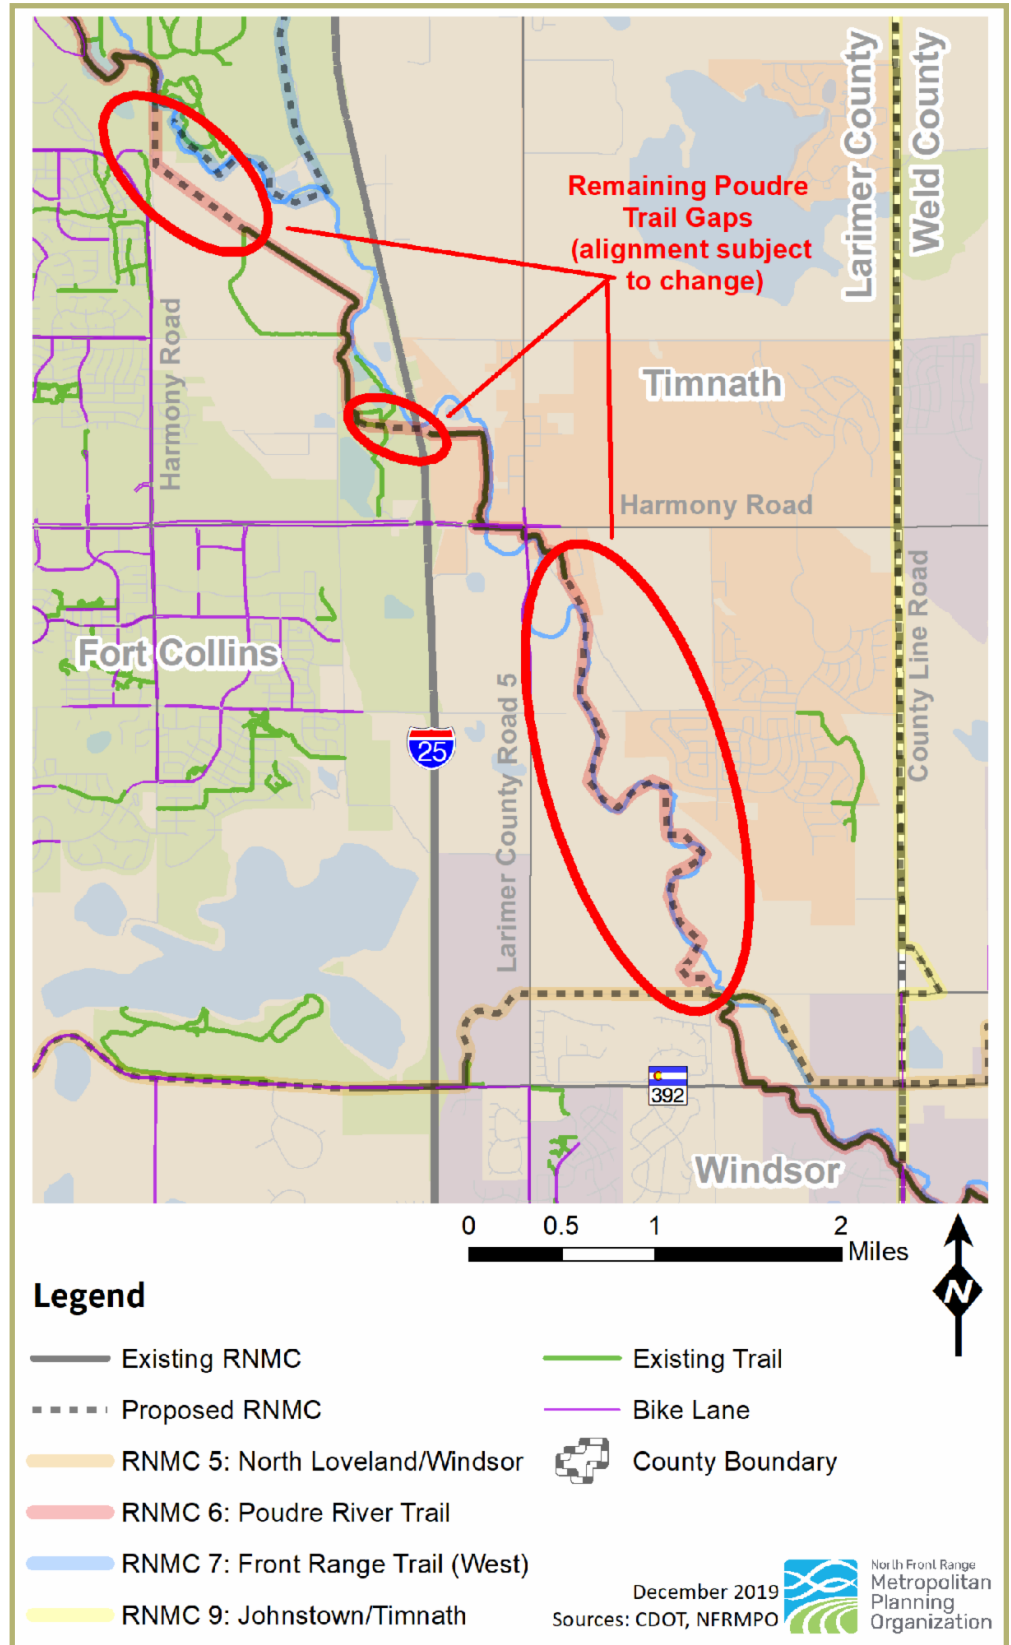 Larimer County
Weld County
Remaining Poudre
Trail Gaps
(alignment subject
to change)
Harmony Road
Timnath
Harmony Road
Fort Collins
25
Larimer County Road 5
County Line Road
392
Windsor
0 0.5 1 2
Miles
N
Legend
Existing RNMC
Proposed RNMC
RNMC 5: North Loveland/Windsor
RNMC 6: Poudre River Trail
RNMC 7: Front Range Trail (West)
RNMC 9: Johnstown/Timnath
Existing Trail
Bike Lane
County Boundary
December 2019
Sources: CDOT, NFRMPO
North Front Range
Metropolitan
Planning
Organization